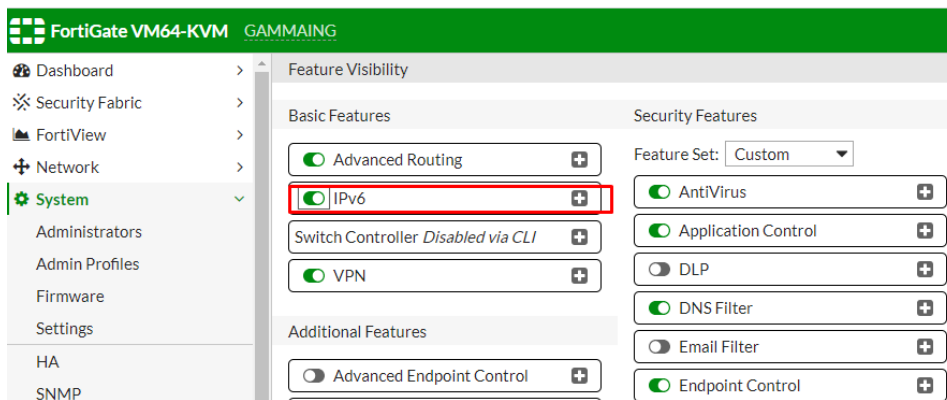 FortiGate VM64-KVM GAMMAING
Dashboard
Security Fabric
FortiView
Network
System
Administrators
Admin Profiles
Firmware
Settings
HA
SNMP
Feature Visibility
Basic Features
Advanced Routing
IPv6
Switch Controller Disabled via CLI
VPN
Additional Features
Advanced Endpoint Control
Security Features
Feature Set: Custom
AntiVirus
Application Control
DLP
DNS Filter
Email Filter
Endpoint Control